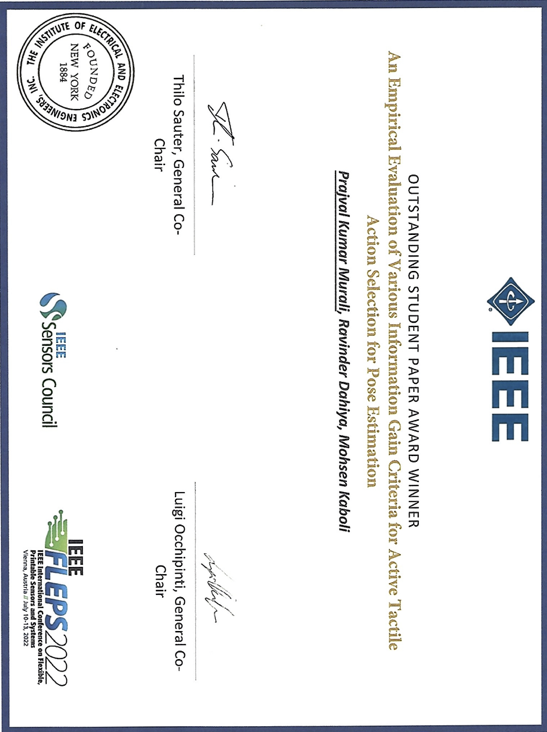 IEEE
OUTSTANDING STUDENT PAPER AWARD WINNER
An Empirical Evaluation of Various Information Gain Criteria for Active Tactile
Action Selection for Pose Estimation
Prajval Kumar Murali, Ravinder Dahiya, Mohsen Kaboli
Thilo Sauter, General Co-
Chair
Luigi Occhipinti, General Co-
Chair
THE INSTITUTE OF ELECTRICAL AND ELECTRONICS ENGINEERS, INC.
FOUNDED
NEW YORK
1884
IEEE
Sensors Council
IEEE
FLEPS2022
IEEE International Conference on Flexible,
Printable Sensors and Systems
Vienna, Austria // July 10-13, 2022